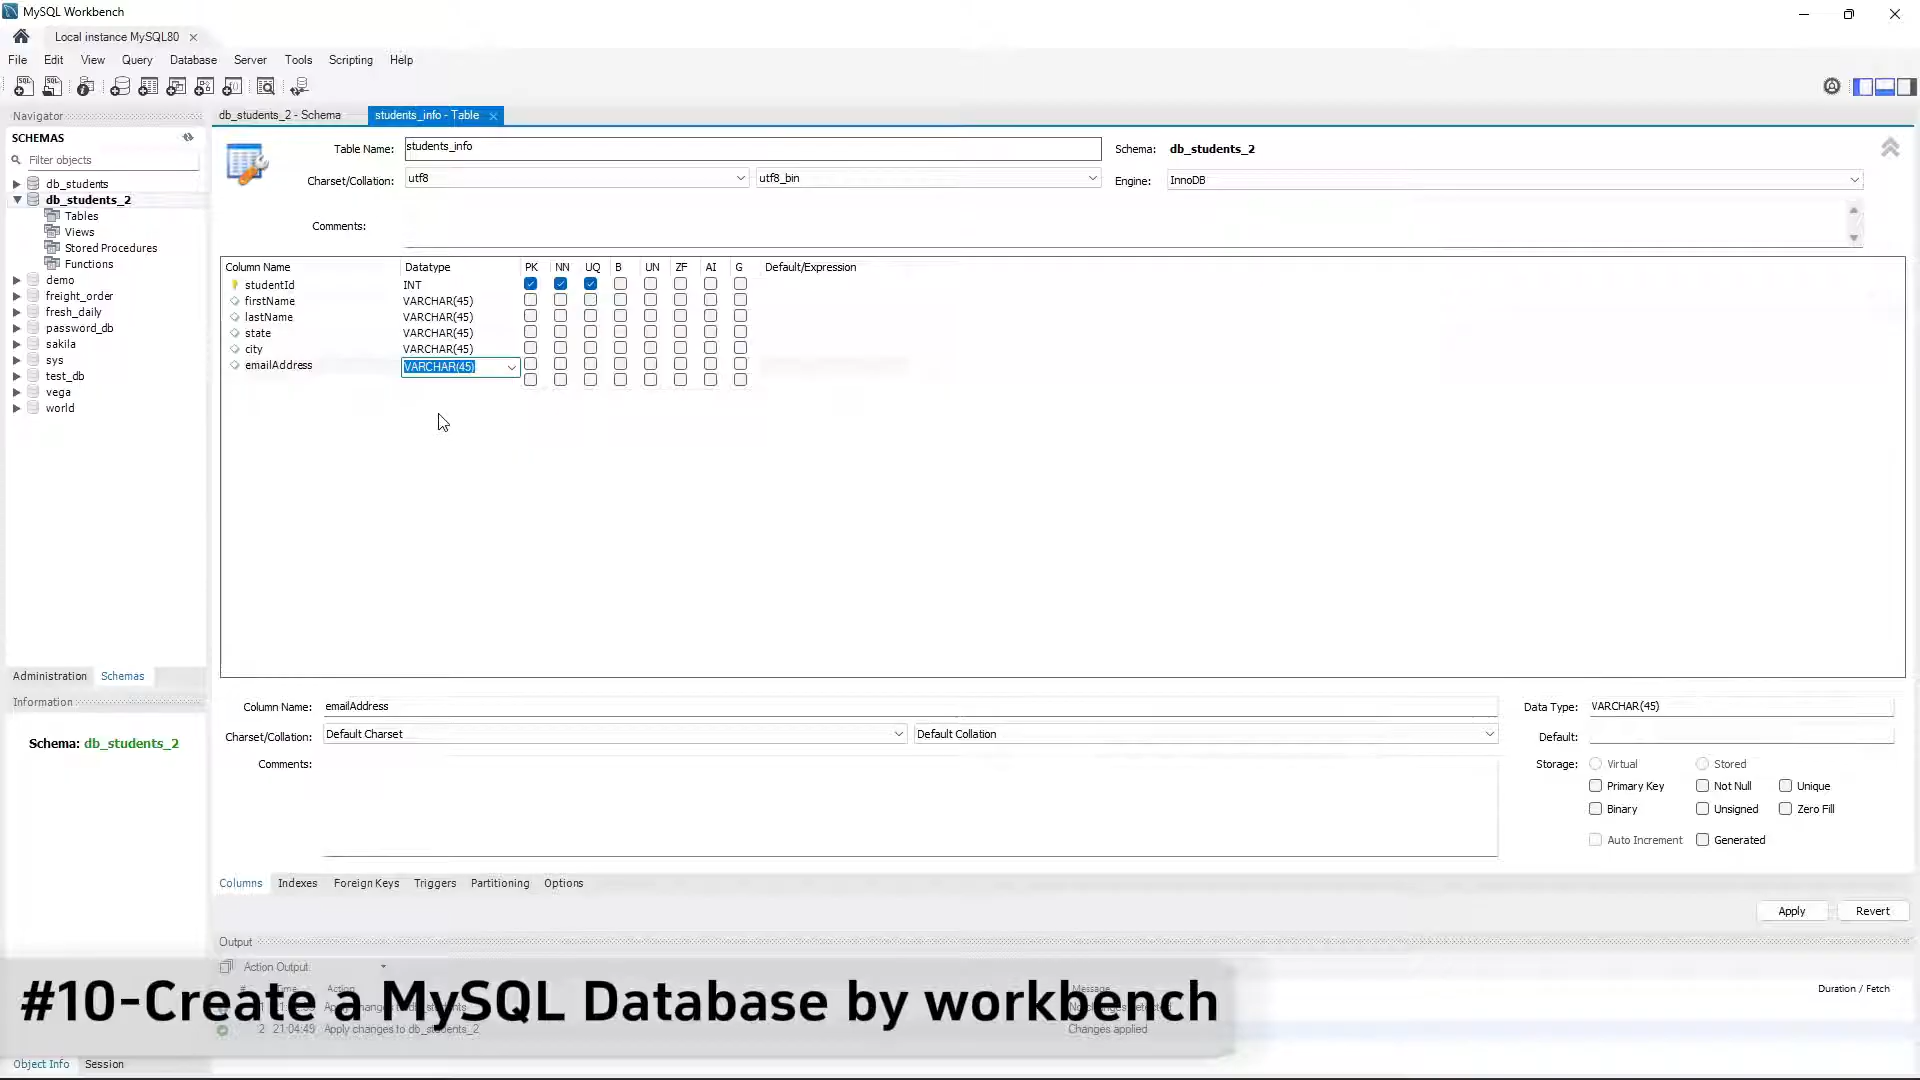 MySQL Workbench
Local instance MySQL80
File Edit View Query Database Server Tools Scripting Help
Navigator
SCHEMAS
Filter objects
db_students
db_students_2
Tables
Views
Stored Procedures
Functions
demo
freight_order
fresh_daily
password_db
sakila
sys
test_db
vega
world
Administration Schemas
Information
Schema: db_students_2
db_students_2 - Schema students_info - Table
Table Name: students_info Schema: db_students_2
Charset/Collation: utf8 utf8_bin Engine: InnoDB
Comments:
Column Name Datatype PK NN UQ B UN ZF AI G Default/Expression
studentId INT
firstName VARCHAR(45)
lastName VARCHAR(45)
state VARCHAR(45)
city VARCHAR(45)
emailAddress VARCHAR(45)
Column Name: emailAddress Data Type: VARCHAR(45)
Charset/Collation: Default Charset Default Collation Default:
Comments: Storage: Virtual Stored
Primary Key Not Null Unique
Binary Unsigned Zero Fill
Auto Increment Generated
Columns Indexes Foreign Keys Triggers Partitioning Options
Apply Revert
Output
Action Output
# Time Action Message Duration / Fetch
2 21:04:49 Apply changes to db_students_2 Changes applied
#10-Create a MySQL Database by workbench
Object Info Session